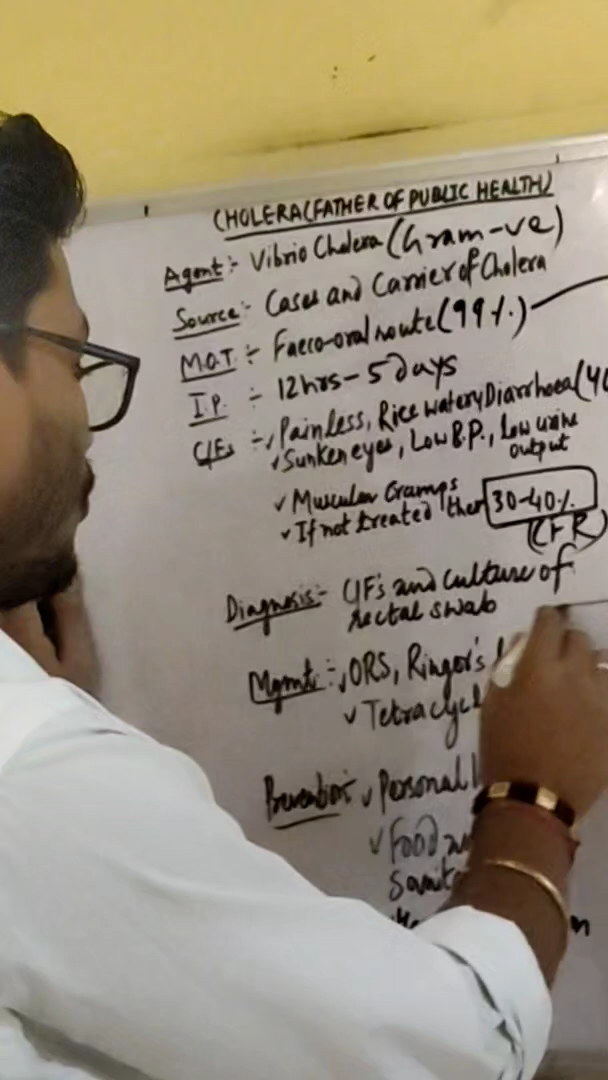 CHOLERA(FATHER OF PUBLIC HEALTH)
Agent:- Vibrio Cholera (Gram-ve)
Source:- Cases and Carrier of Cholera
M.O.T. :- Faeco-oral route (99%)
I.P. :- 12hrs-5 days
C/Fs :- ✓Painless, Rice watery Diarrhoea (40
✓Sunken eyes, Low B.P., low urine
output
✓ Muscular Cramps
✓ If not treated then 30-40%
(CFR)
Diagnosis:- C/F's and Culture of
rectal swab
Mgmt:- ✓ORS, Ringer's
✓ Tetracycl
Prevention:- ✓Personal
✓ Food
Sanit